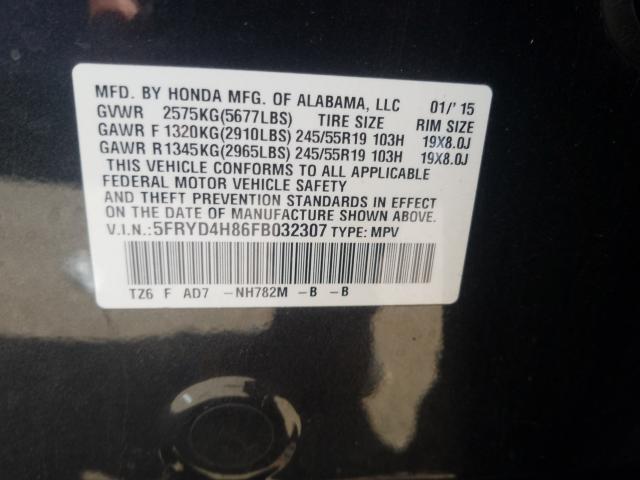 MFD. BY HONDA MFG. OF ALABAMA, LLC 01/'15
GVWR 2575KG(5677LBS) TIRE SIZE RIM SIZE
GAWR F 1320KG(2910LBS) 245/55R19 103H 19X8.0J
GAWR R1345KG(2965LBS) 245/55R19 103H 19X8.0J
THIS VEHICLE CONFORMS TO ALL APPLICABLE
FEDERAL MOTOR VEHICLE SAFETY
AND THEFT PREVENTION STANDARDS IN EFFECT
ON THE DATE OF MANUFACTURE SHOWN ABOVE.
V.I.N.:5FRYD4H86FB032307 TYPE: MPV
TZ6 F AD7 -NH782M -B -B